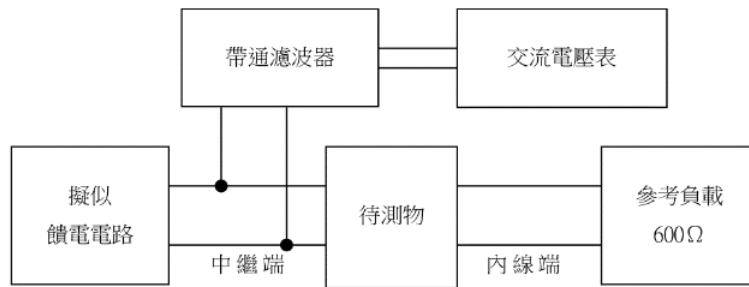 帶通濾波器
交流電壓表
擬似
饋電電路
待測物
參考負載
600Ω
中繼端
內線端